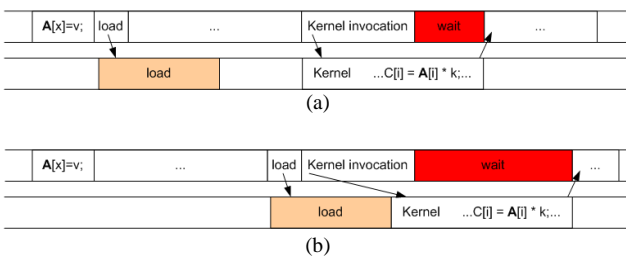 A[x]=v; load ... Kernel invocation wait ...
load Kernel ...C[i] = A[i] * k;...
(a)
A[x]=v; ... load Kernel invocation wait ...
load Kernel ...C[i] = A[i] * k;...
(b)